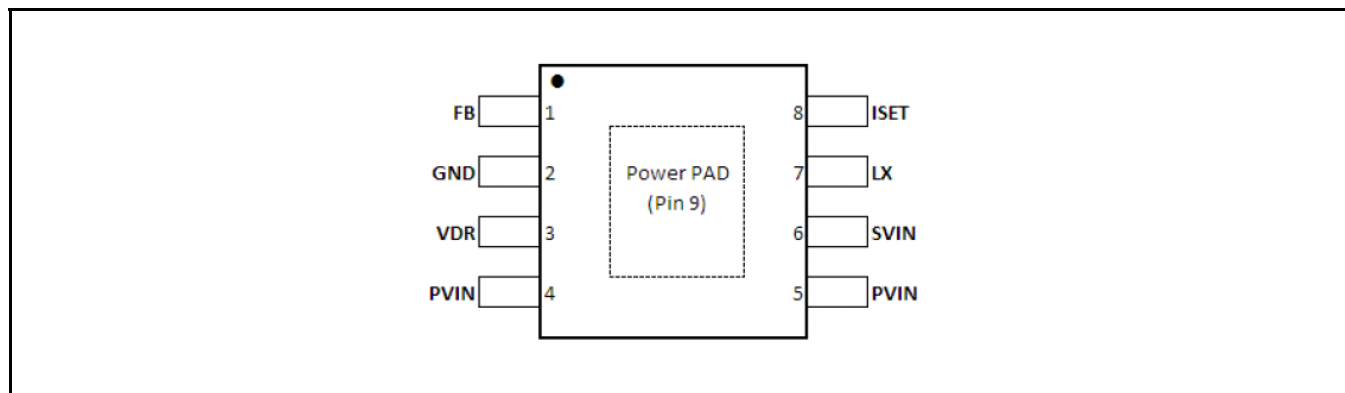 FB 1 8 ISET
GND 2 Power PAD 7 LX
(Pin 9)
VDR 3 6 SVIN
PVIN 4 5 PVIN